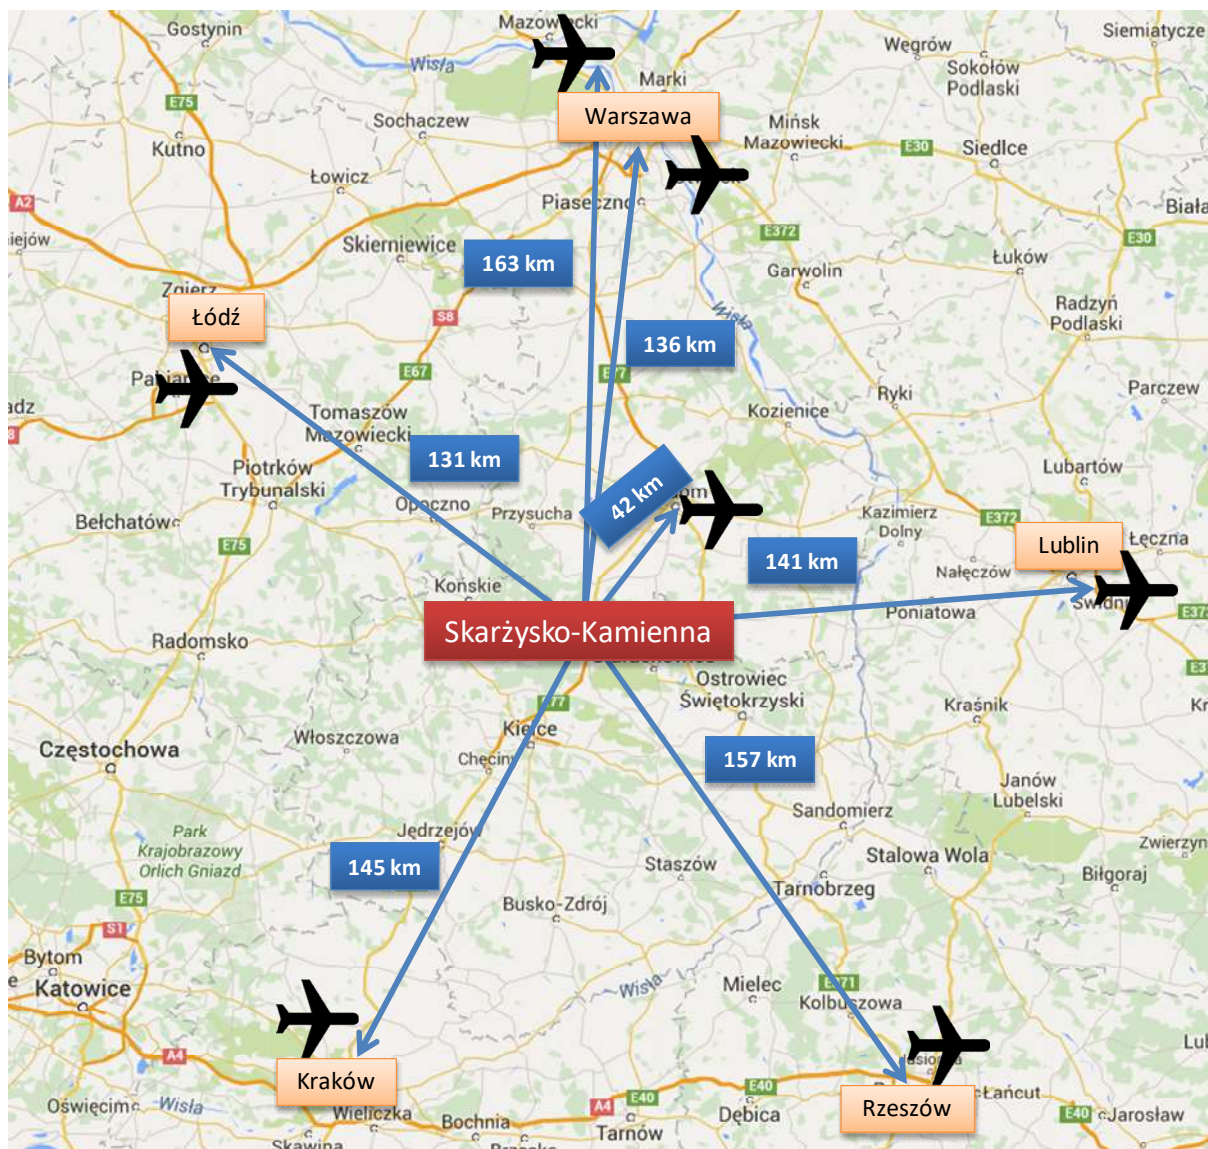 Mazowiecki
Gostynin
Siemiatycze
Węgrów
Wisła
Marki
Sokołów
Podlaski
E75
Warszawa
Sochaczew
Mińsk
Mazowiecki
Kutno
E30
Siedlce
Łowicz
A2
Piaseczno
Biała
Skierniewice
E372
E30
163 km
Łuków
Garwolin
Zgierz
Radzyń
Podlaski
Łódź
S8
Wisła
136 km
E67
E77
Parczew
Ryki
Tomaszów
Mazowiecki
Kozienice
131 km
Piotrków
Trybunalski
42 km
Lubartów
Opoczno
Przysucha
Kazimierz
Dolny
E372
Bełchatów
E75
Lublin
Łęczna
141 km
Nałęczów
Końskie
Poniatowa
E373
Skarżysko-Kamienna
Radomsko
Ostrowiec
Świętokrzyski
E77
Kraśnik
Kielce
Włoszczowa
Częstochowa
Chęciny
157 km
Janów
Lubelski
Sandomierz
Park
Krajobrazowy
Orlich Gniazd
Jędrzejów
Zwierzyn
145 km
Staszów
Stalowa Wola
Tarnobrzeg
Biłgoraj
E75
Busko-Zdrój
S1
Bytom
Katowice
Wisła
Mielec
Kolbuszowa
A4
Kraków
Łańcut
Rzeszów
E40
E40
Oświęcim
Wisła
Wieliczka
Bochnia
A4
Dębica
E40
Jarosław
Tarnów
Skawina